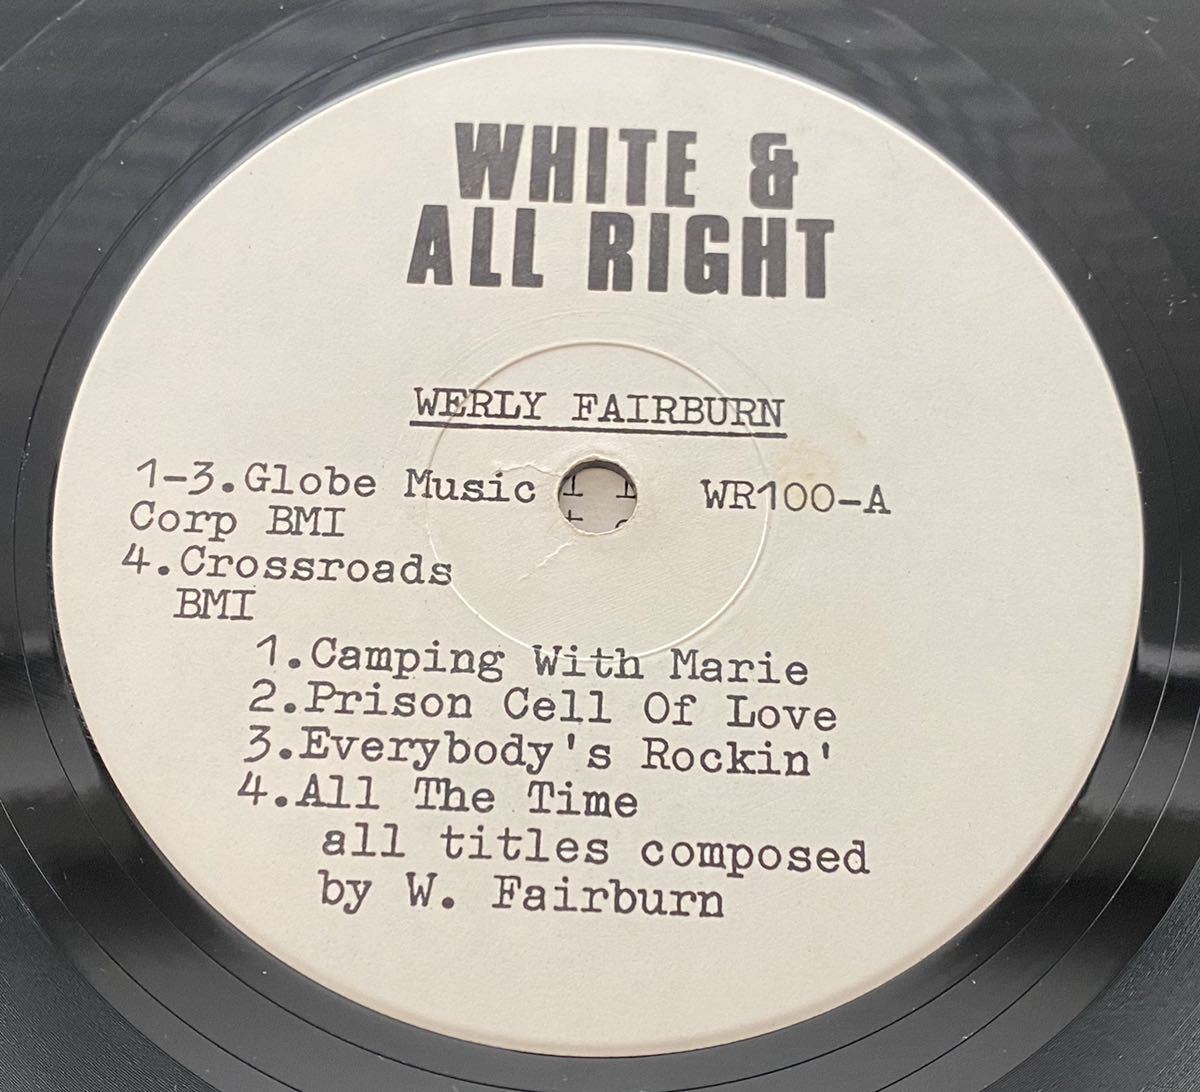 WHITE &
ALL RIGHT
WERLY FAIRBURN
1-3.Globe Music
WR100-A
Corp BMI
4.Crossroads
BMI
1.Camping With Marie
2.Prison Cell Of Love
3.Everybody's Rockin'
4.All The Time
all titles composed
by W. Fairburn